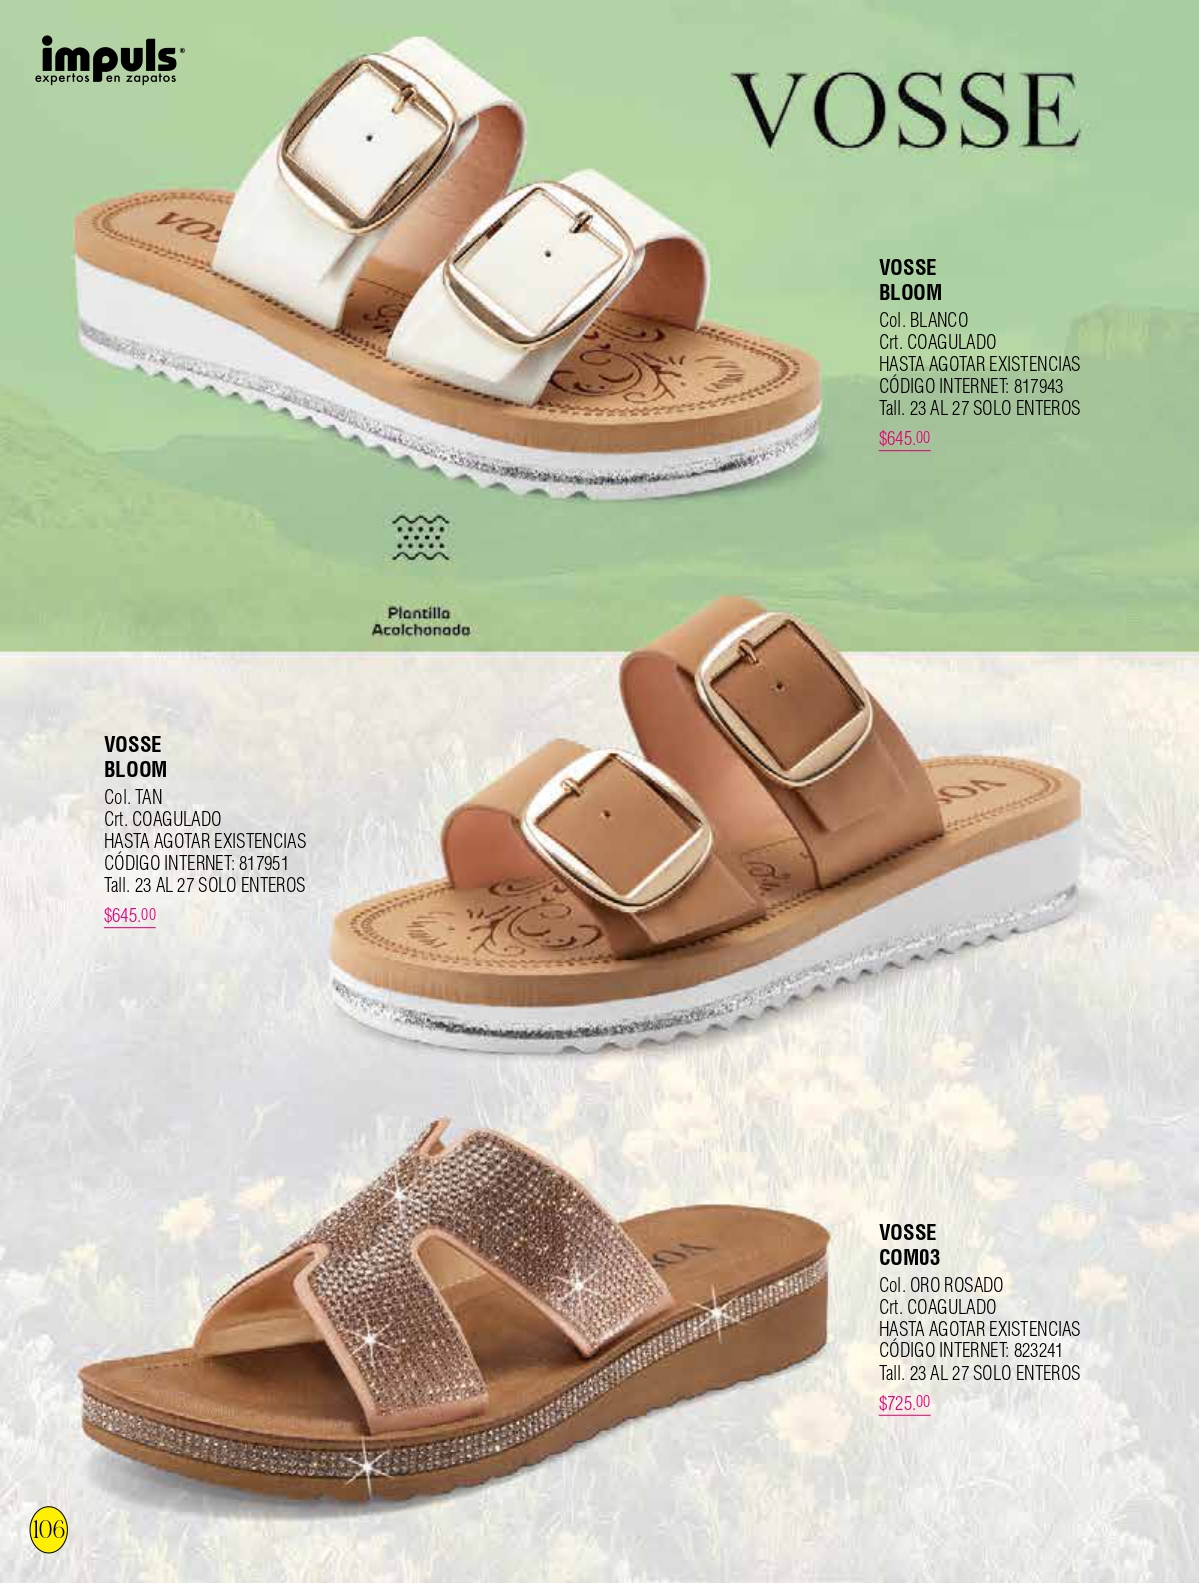 impuls®
expertos en zapatos
VOSSE
VOSSE
BLOOM
Col. BLANCO
Crt. COAGULADO
HASTA AGOTAR EXISTENCIAS
CÓDIGO INTERNET: 817943
Tall. 23 AL 27 SOLO ENTEROS
$645.00
Plantilla
Acolchonada
VOSSE
BLOOM
Col. TAN
Crt. COAGULADO
HASTA AGOTAR EXISTENCIAS
CÓDIGO INTERNET: 817951
Tall. 23 AL 27 SOLO ENTEROS
$645.00
VOSSE
COM03
Col. ORO ROSADO
Crt. COAGULADO
HASTA AGOTAR EXISTENCIAS
CÓDIGO INTERNET: 823241
Tall. 23 AL 27 SOLO ENTEROS
$725.00
106